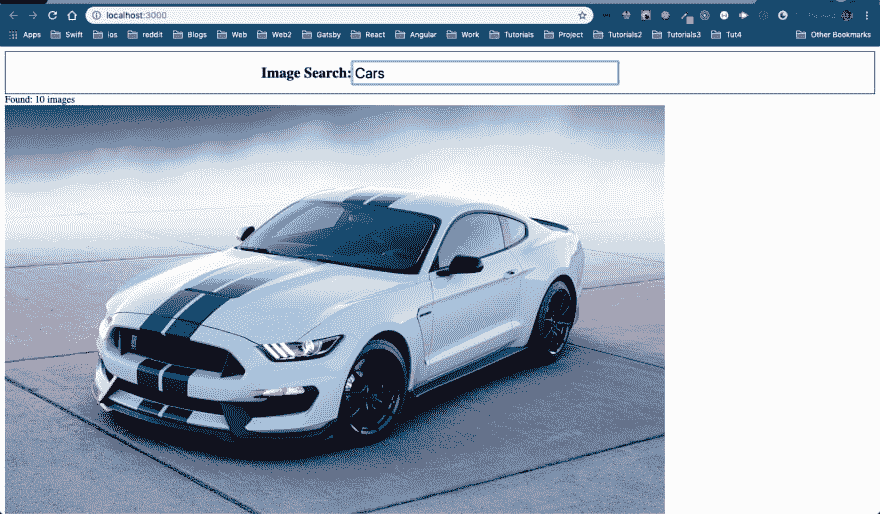 localhost:3000
Apps Swift ios reddit Blogs Web Web2 Gatsby React Angular Work Tutorials Project Tutorials2 Tutorials3 Tut4 Other Bookmarks
Image Search: Cars
Found: 10 images